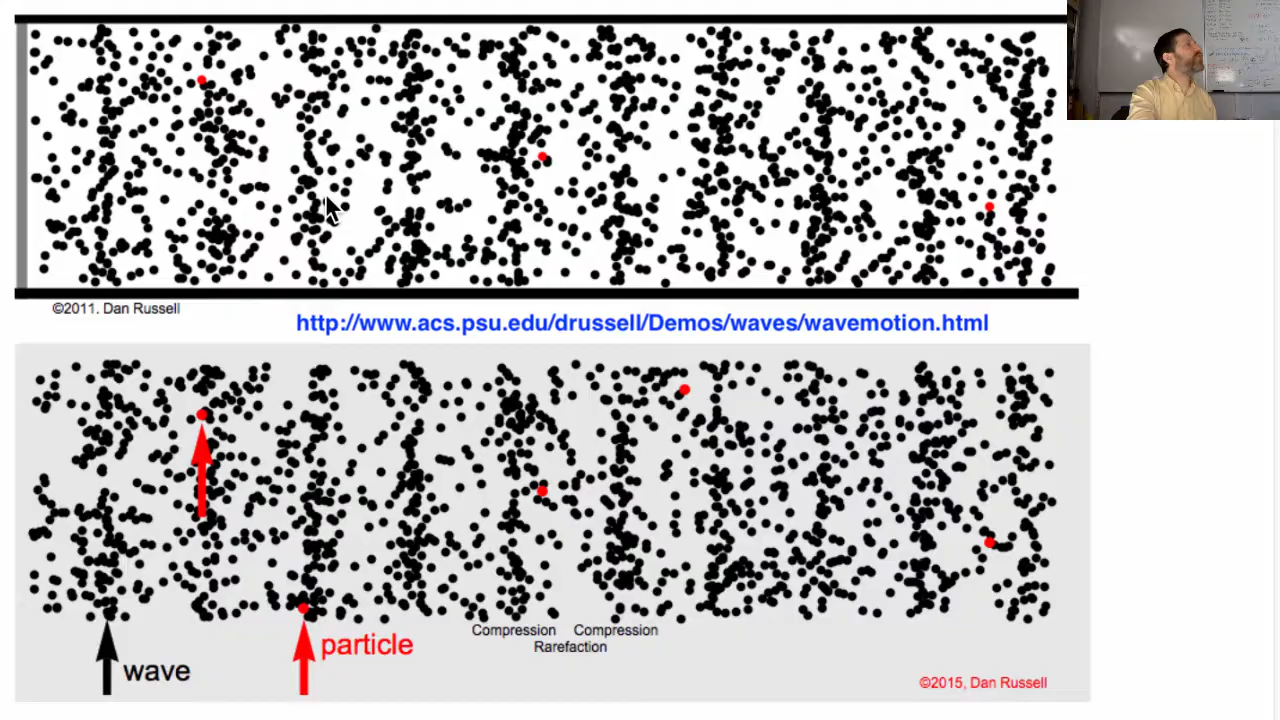 ©2011. Dan Russell
http://www.acs.psu.edu/drussell/Demos/waves/wavemotion.html
particle
wave
Compression Compression
Rarefaction
©2015, Dan Russell